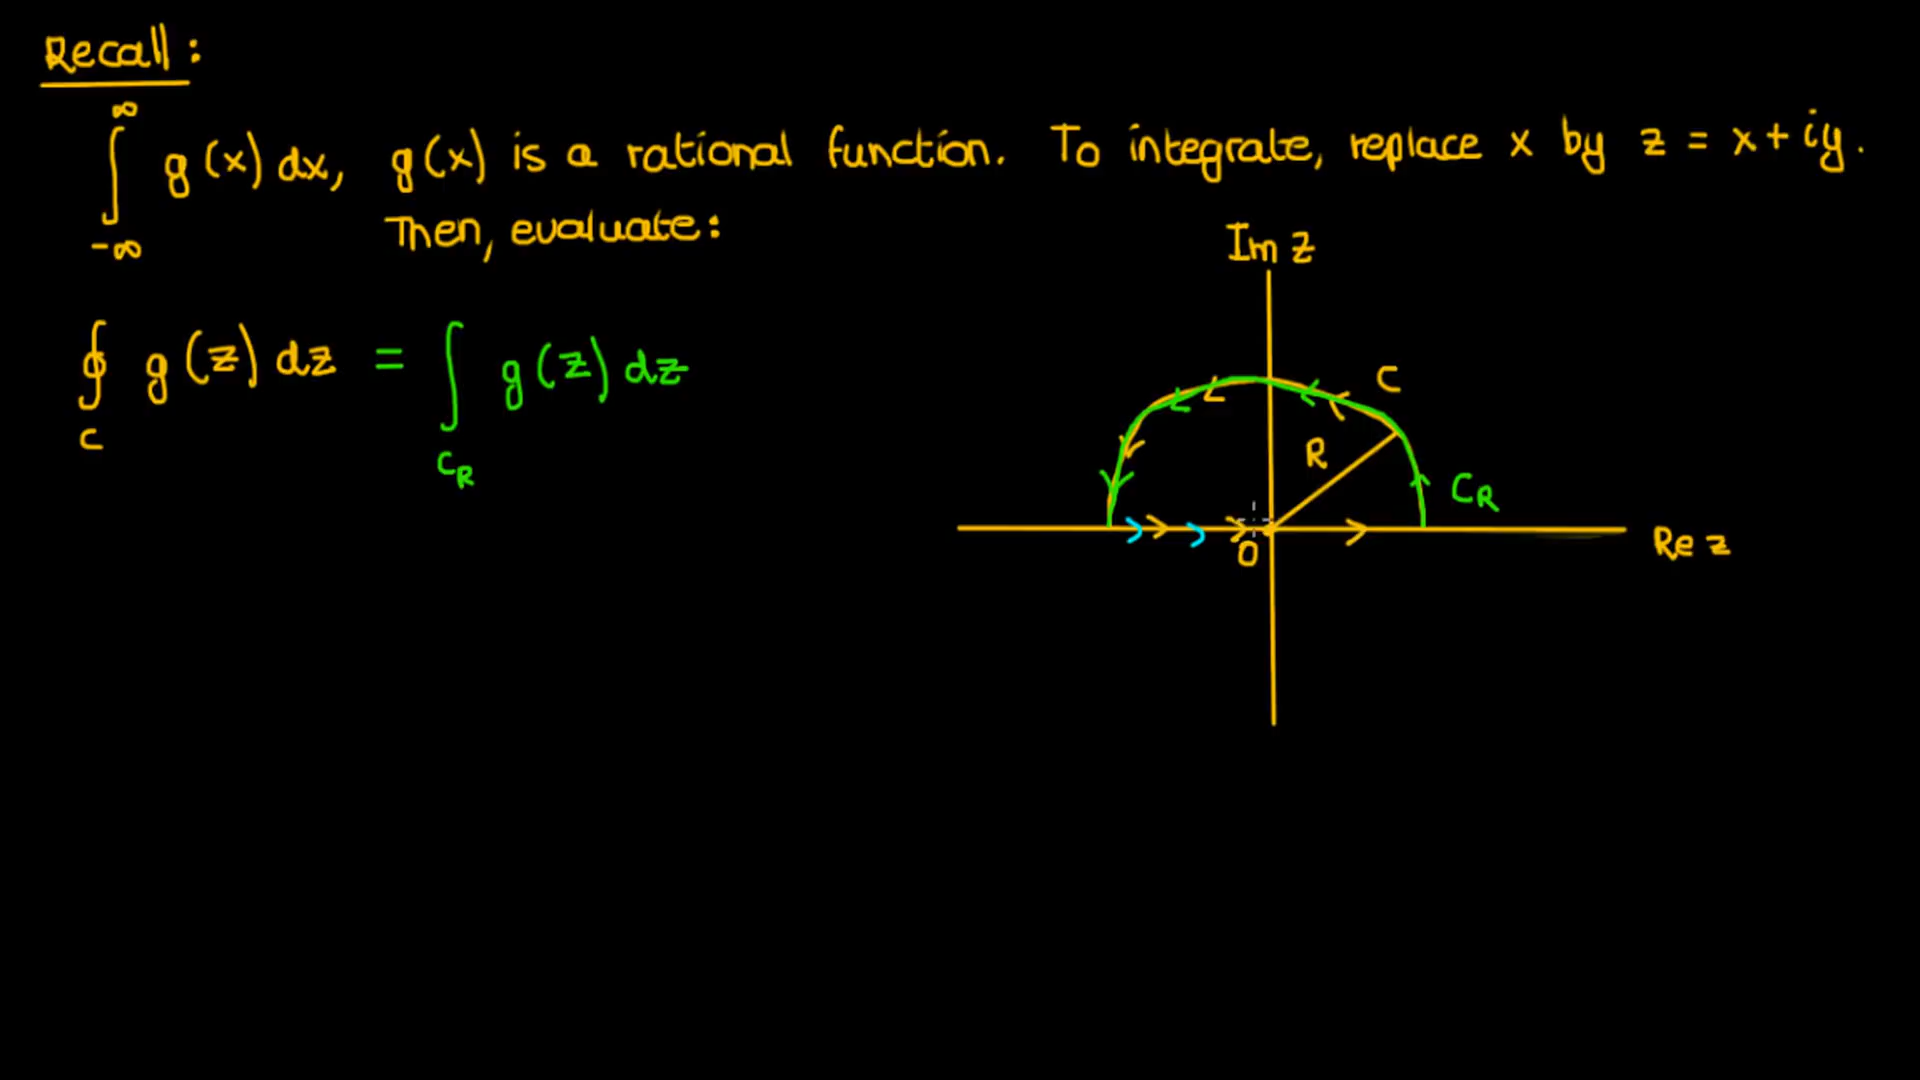 Recall:
∫_{-∞}^{∞} g(x) dx, g(x) is a rational function. To integrate, replace x by z = x + iy.
Then, evaluate:
∮_C g(z) dz = ∫_{C_R} g(z) dz
Im z
C
R
C_R
0
Re z